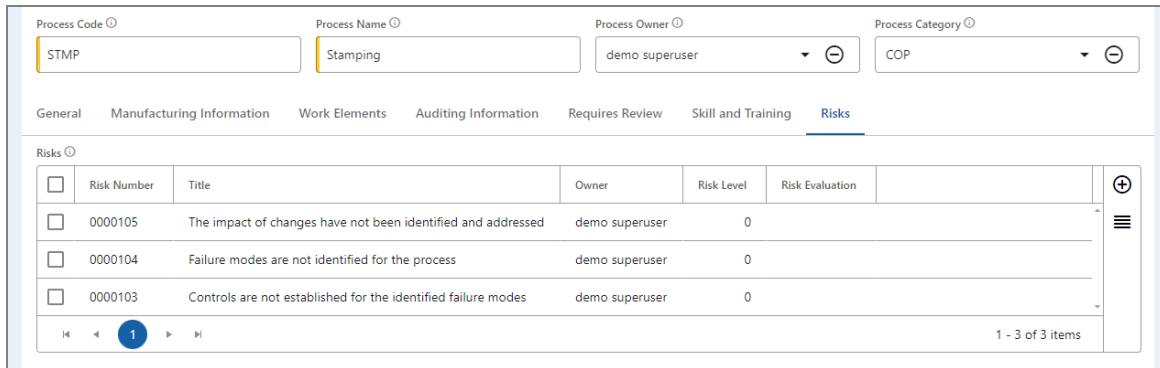 Process Code Process Name Process Owner Process Category
STMP Stamping demo superuser COP
General Manufacturing Information Work Elements Auditing Information Requires Review Skill and Training Risks
Risks
Risk Number Title Owner Risk Level Risk Evaluation
0000105 The impact of changes have not been identified and addressed demo superuser 0
0000104 Failure modes are not identified for the process demo superuser 0
0000103 Controls are not established for the identified failure modes demo superuser 0
1 1 - 3 of 3 items